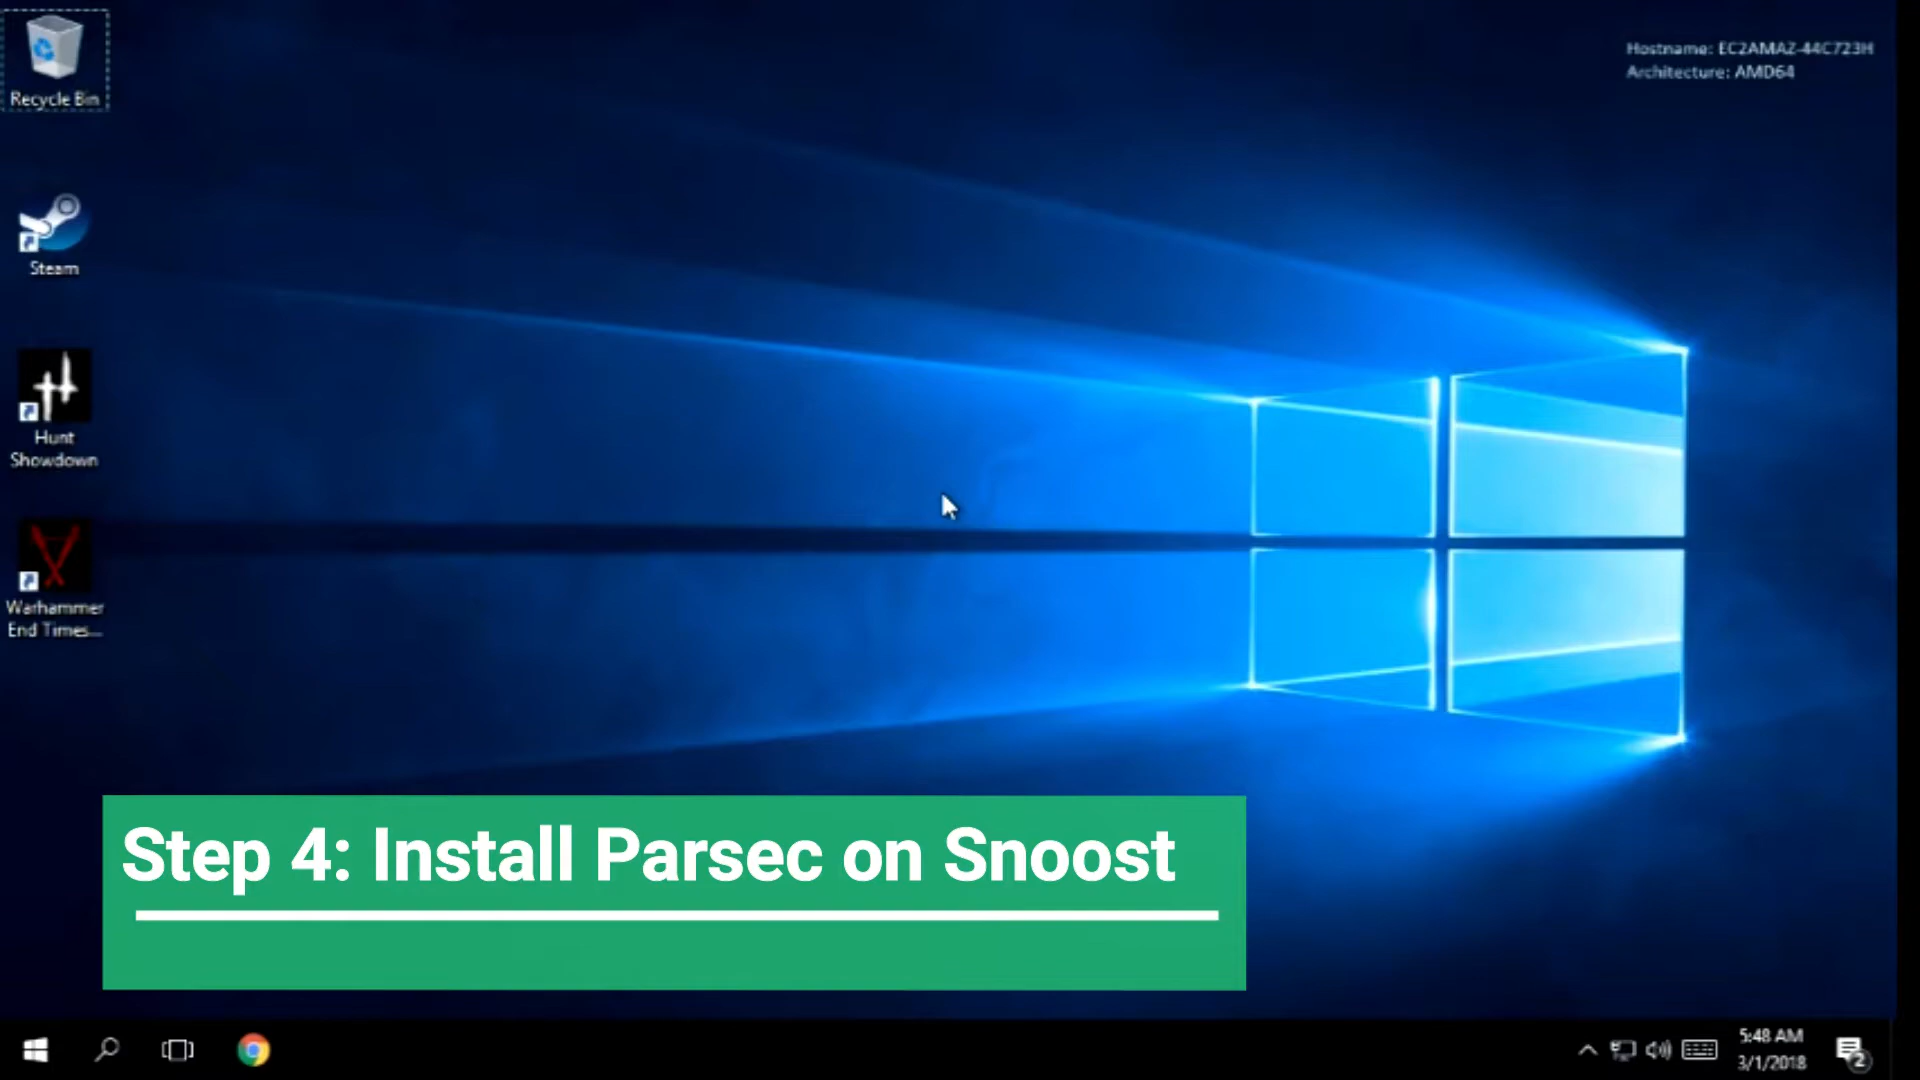 Recycle Bin
Hostname: EC2AMAZ-44C723H
Architecture: AMD64
Steam
Hunt
Showdown
Warhammer
End Times...
Step 4: Install Parsec on Snoost
5:48 AM
3/1/2018
2